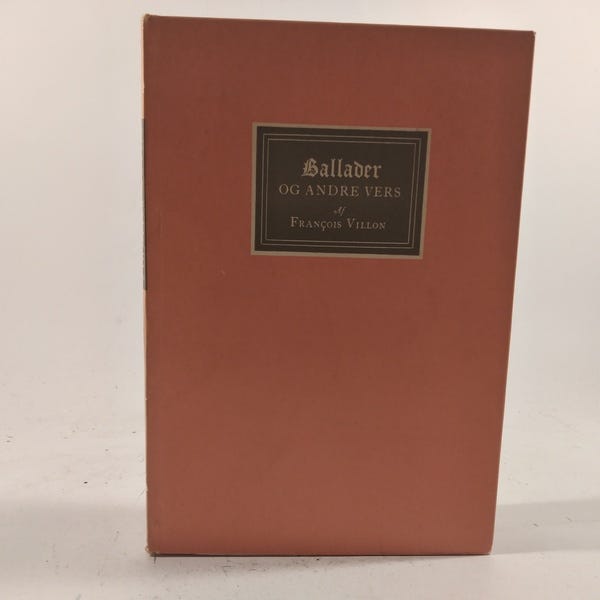 Ballader
OG ANDRE VERS
Af
FRANÇOIS VILLON